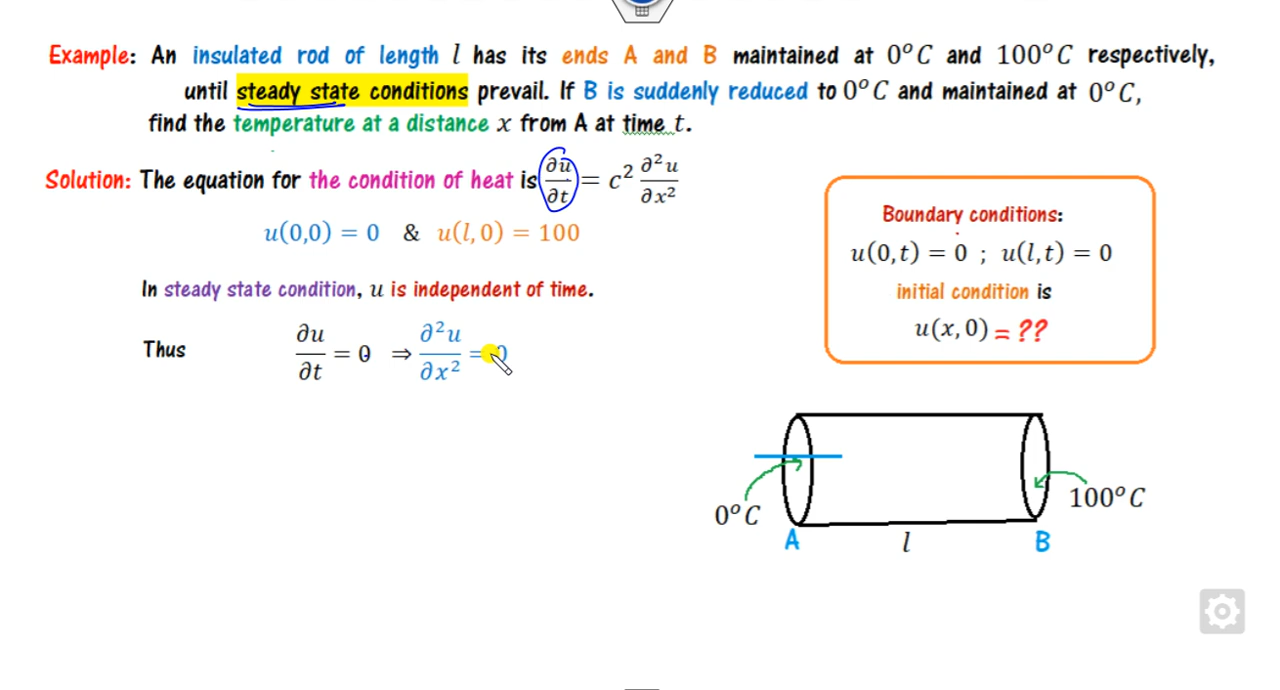 Example: An insulated rod of length l has its ends A and B maintained at 0°C and 100°C respectively,
until steady state conditions prevail. If B is suddenly reduced to 0°C and maintained at 0°C,
find the temperature at a distance x from A at time t.
Solution: The equation for the condition of heat is ∂u/∂t = c² ∂²u/∂x²
u(0,0) = 0 & u(l,0) = 100
In steady state condition, u is independent of time.
Thus ∂u/∂t = 0 ⇒ ∂²u/∂x² = 0
Boundary conditions:
u(0,t) = 0 ; u(l,t) = 0
initial condition is
u(x,0) = ??
0°C
100°C
A
l
B